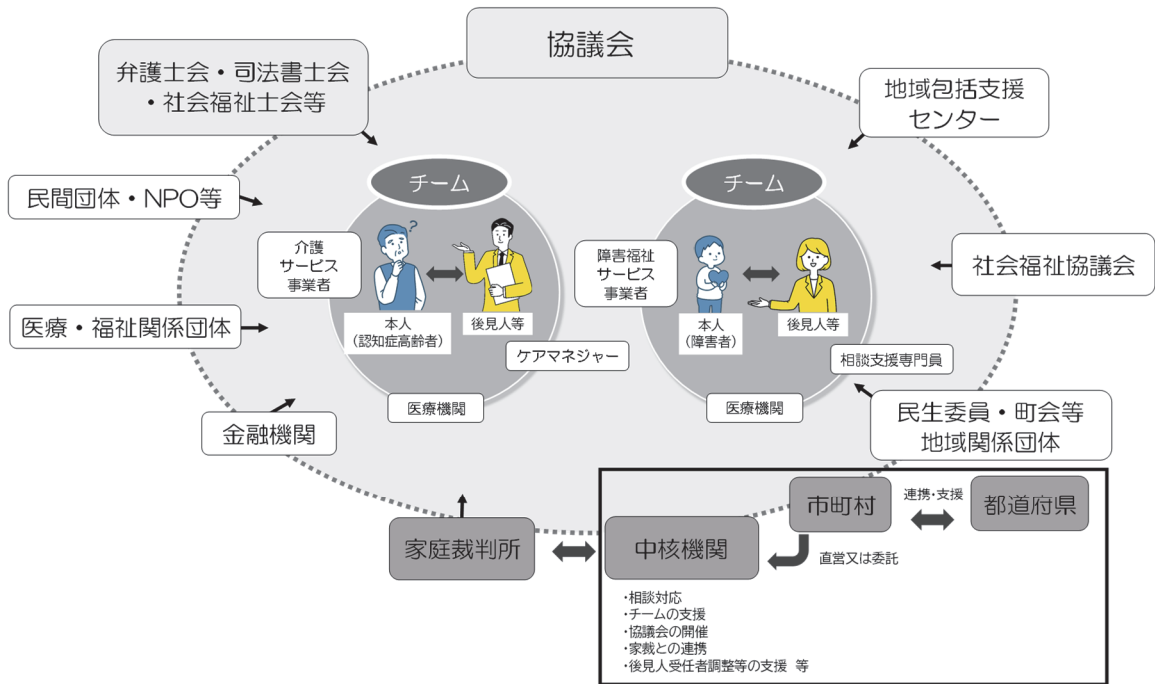 協議会
弁護士会・司法書士会
・社会福祉士会等
地域包括支援
センター
民間団体・NPO等
社会福祉協議会
医療・福祉関係団体
金融機関
民生委員・町会等
地域関係団体
チーム
介護
サービス
事業者
?
本人
(認知症高齢者)
後見人等
ケアマネジャー
医療機関
チーム
障害福祉
サービス
事業者
本人
(障害者)
後見人等
相談支援専門員
医療機関
家庭裁判所
中核機関
市町村
連携・支援
都道府県
直営又は委託
・相談対応
・チームの支援
・協議会の開催
・家裁との連携
・後見人受任者調整等の支援 等